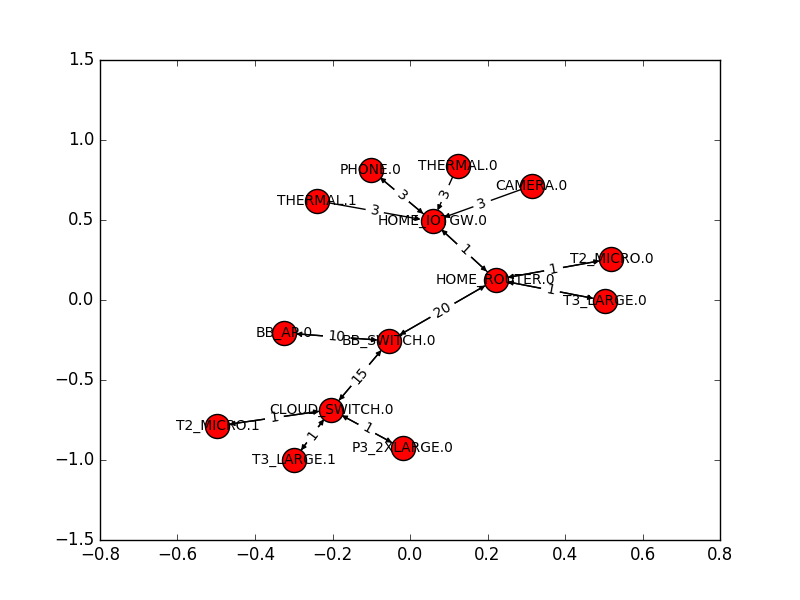 1.5
1.0
0.5
0.0
−0.5
−1.0
−1.5
−0.8
−0.6
−0.4
−0.2
0.0
0.2
0.4
0.6
0.8
THERMAL.0
PHONE.0
CAMERA.0
THERMAL.1
HOME_IOT_GW.0
3
3
3
3
1
T2_MICRO.0
HOME_ROUTER.0
1
1
T3_LARGE.0
20
BB_AP.0
10
BB_SWITCH.0
15
CLOUD_SWITCH.0
T2_MICRO.1
1
1
1
P3_2XLARGE.0
T3_LARGE.1